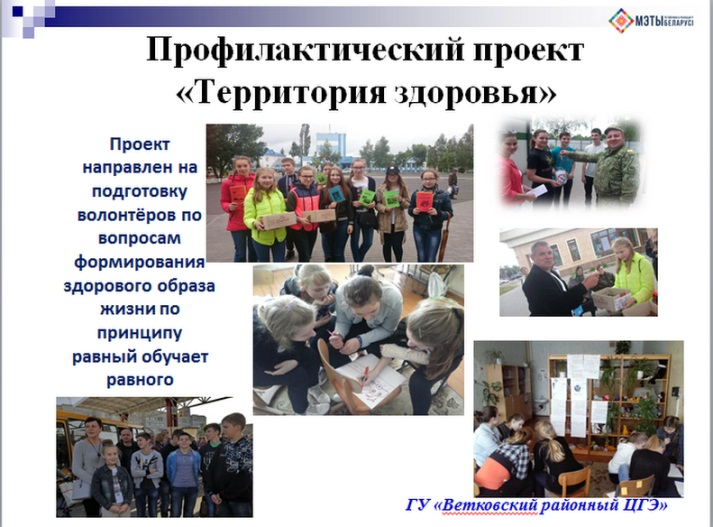 МЭТЫ
БЕЛАРУСІ
Профилактический проект
«Территория здоровья»
Проект
направлен на
подготовку
волонтёров по
вопросам
формирования
здорового образа
жизни по
принципу
равный обучает
равного
ГУ «Ветковский районный ЦГЭ»